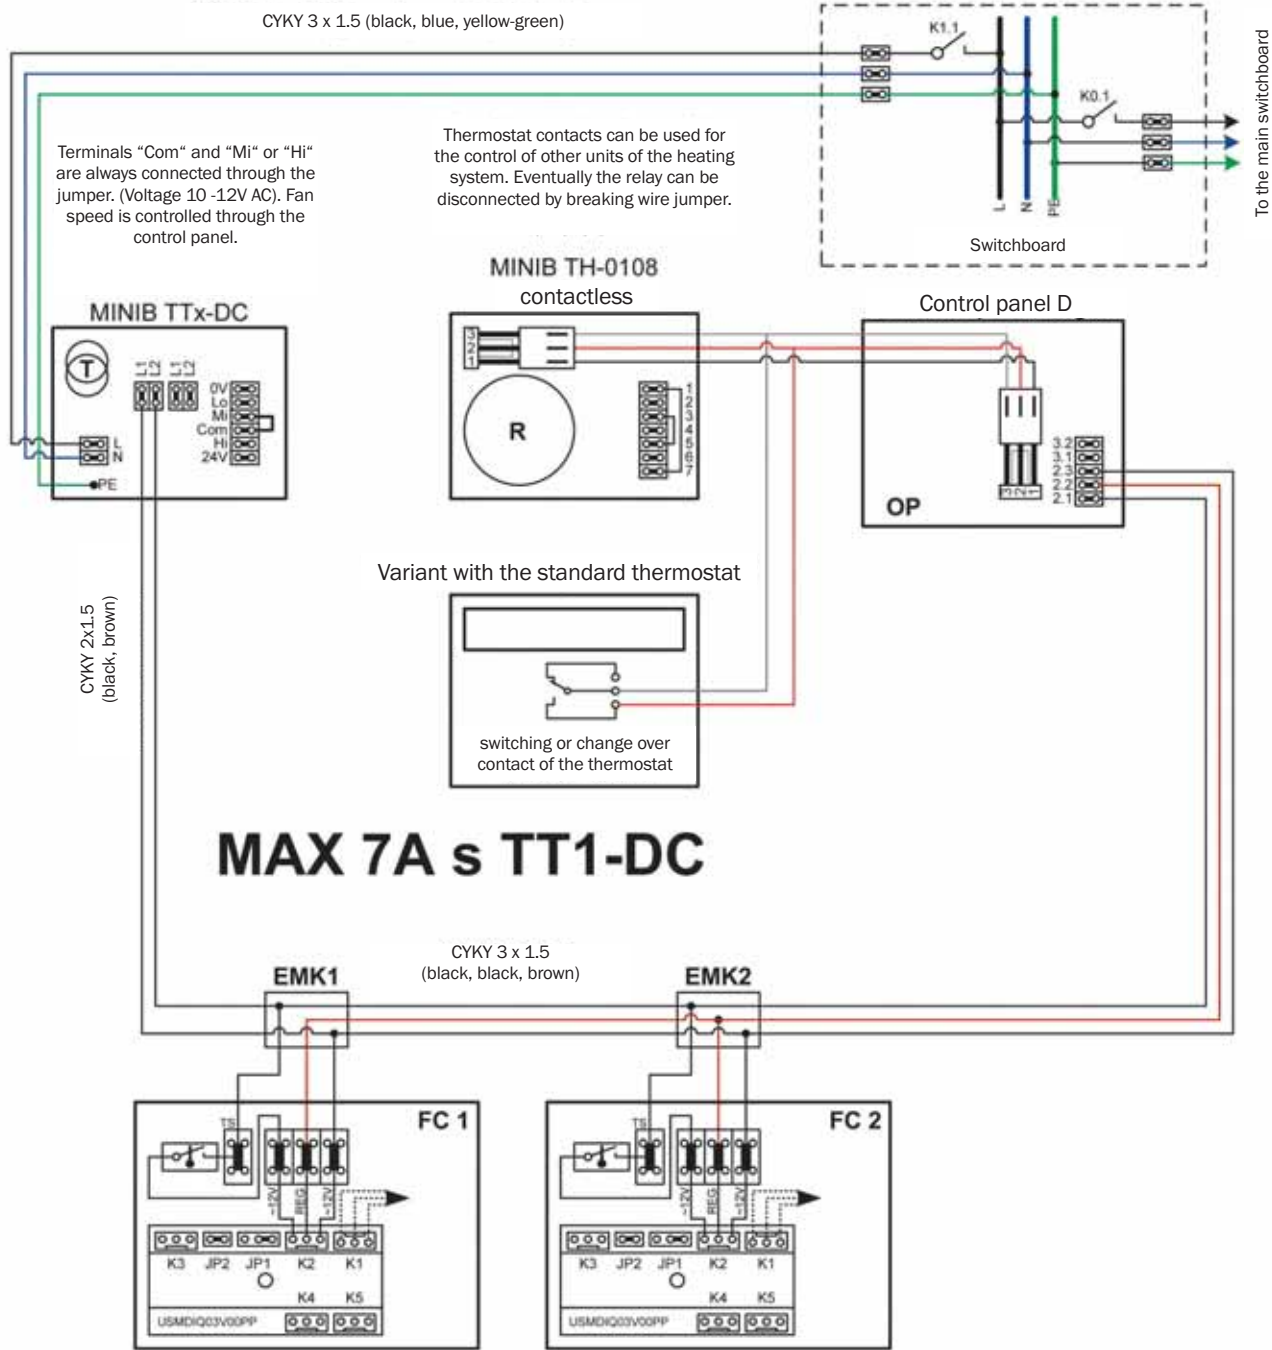 CYKY 3 x 1.5 (black, blue, yellow-green)
K1.1
K0.1
L
N
PE
Switchboard
To the main switchboard
Terminals “Com“ and “Mi“ or “Hi“
are always connected through the
jumper. (Voltage 10 -12V AC). Fan
speed is controlled through the
control panel.
Thermostat contacts can be used for
the control of other units of the heating
system. Eventually the relay can be
disconnected by breaking wire jumper.
MINIB TTx-DC
T
L1
L2
L1
L2
0V
Lo
Mi
Com
Hi
24V
L
N
PE
MINIB TH-0108
contactless
3
2
1
R
1
2
3
4
5
6
7
Control panel D
3
2
1
3.2
3.1
2.3
2.2
2.1
OP
Variant with the standard thermostat
switching or change over
contact of the thermostat
CYKY 2x1.5
(black, brown)
MAX 7A s TT1-DC
CYKY 3 x 1.5
(black, black, brown)
EMK1
EMK2
FC 1
TS
~12V
REG
~12V
K3
JP2
JP1
K2
K1
K4
K5
USMDIQ03V00PP
FC 2
TS
~12V
REG
~12V
K3
JP2
JP1
K2
K1
K4
K5
USMDIQ03V00PP